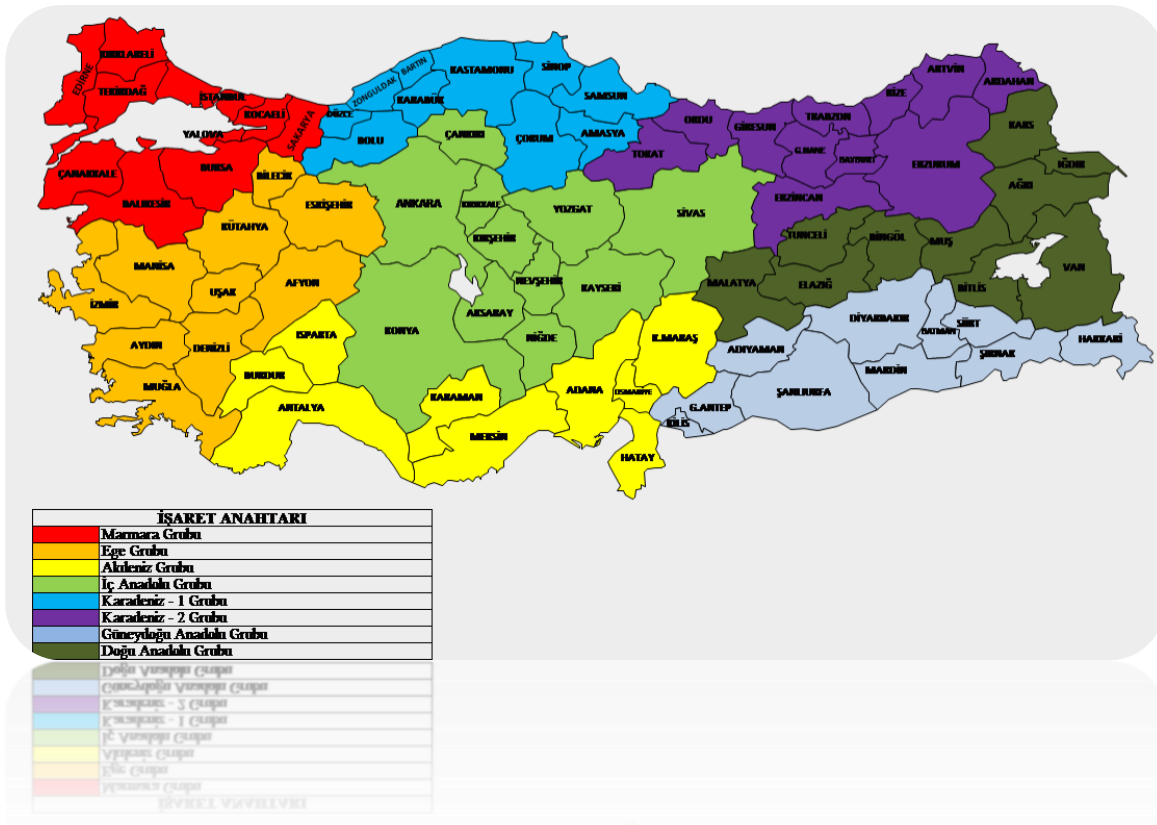 KIRKLARELİ
EDİRNE
TEKİRDAĞ
İSTANBUL
KOCAELİ
YALOVA
SAKARYA
ÇANAKKALE
BURSA
BALIKESİR
BİLECİK
ESKİŞEHİR
KÜTAHYA
MANİSA
UŞAK
AFYON
İZMİR
AYDIN
DENİZLİ
MUĞLA
ISPARTA
BURDUR
ANTALYA
KARAMAN
MERSİN
ADANA
OSMANİYE
K.MARAŞ
HATAY
ZONGULDAK
BARTIN
KASTAMONU
SİNOP
SAMSUN
KARABÜK
DÜZCE
BOLU
ÇORUM
AMASYA
ÇANKIRI
ANKARA
KIRIKKALE
YOZGAT
SİVAS
KIRŞEHİR
NEVŞEHİR
KAYSERİ
AKSARAY
KONYA
NİĞDE
ORDU
GİRESUN
TRABZON
RİZE
ARTVİN
ARDAHAN
TOKAT
G.HANE
BAYBURT
ERZURUM
ERZİNCAN
KARS
IĞDIR
AĞRI
TUNCELİ
BİNGÖL
MUŞ
VAN
MALATYA
ELAZIĞ
BİTLİS
DİYARBAKIR
BATMAN
SİİRT
HAKKARİ
ŞIRNAK
MARDİN
ADIYAMAN
ŞANLIURFA
G.ANTEP
KİLİS
İŞARET ANAHTARI
Marmara Grubu
Ege Grubu
Akdeniz Grubu
İç Anadolu Grubu
Karadeniz - 1 Grubu
Karadeniz - 2 Grubu
Güneydoğu Anadolu Grubu
Doğu Anadolu Grubu